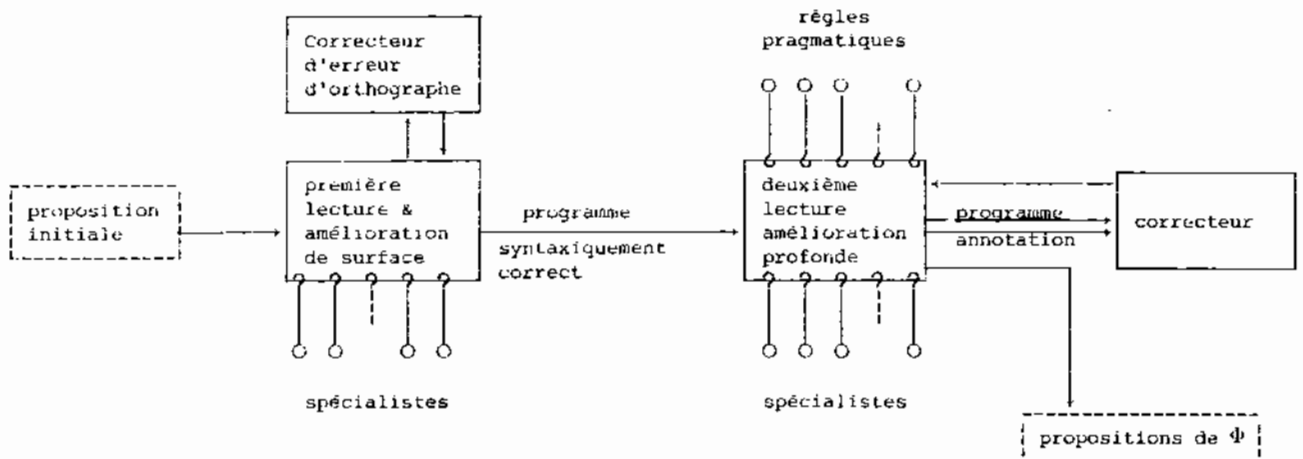 Correcteur
d'erreur
d'orthographe
règles
pragmatiques
proposition
initiale
première
lecture &
amélioration
de surface
programme
syntaxiquement
correct
deuxième
lecture
amélioration
profonde
programme
annotation
correcteur
spécialistes
spécialistes
propositions de Φ